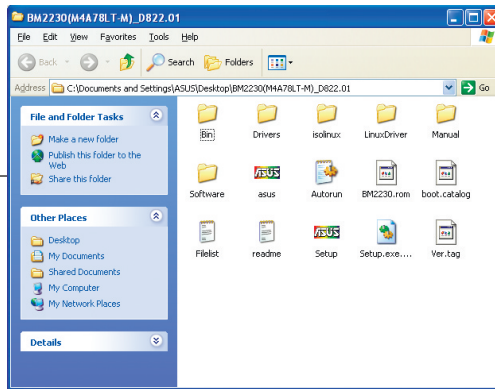 BM2230(M4A78LT-M)_D822.01
File Edit View Favorites Tools Help
Back Search Folders
Address C:\Documents and Settings\ASUS\Desktop\BM2230(M4A78LT-M)_D822.01 Go
File and Folder Tasks
Make a new folder
Publish this folder to the
Web
Share this folder
Other Places
Desktop
My Documents
Shared Documents
My Computer
My Network Places
Details
Bin Drivers isolinux LinuxDriver Manual
Software asus Autorun BM2230.rom boot.catalog
Filelist readme Setup Setup.exe.... Ver.tag